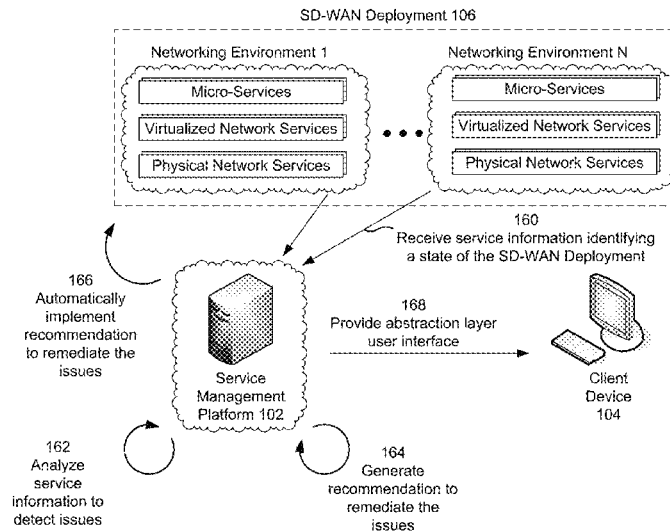 SD-WAN Deployment 106
Networking Environment 1
Micro-Services
Virtualized Network Services
Physical Network Services
Networking Environment N
Micro-Services
Virtualized Network Services
Physical Network Services
160
Receive service information identifying
a state of the SD-WAN Deployment
166
Automatically
implement
recommendation
to remediate the
issues
168
Provide abstraction layer
user interface
Service
Management
Platform 102
Client
Device
104
162
Analyze
service
information to
detect issues
164
Generate
recommendation to
remediate the
issues